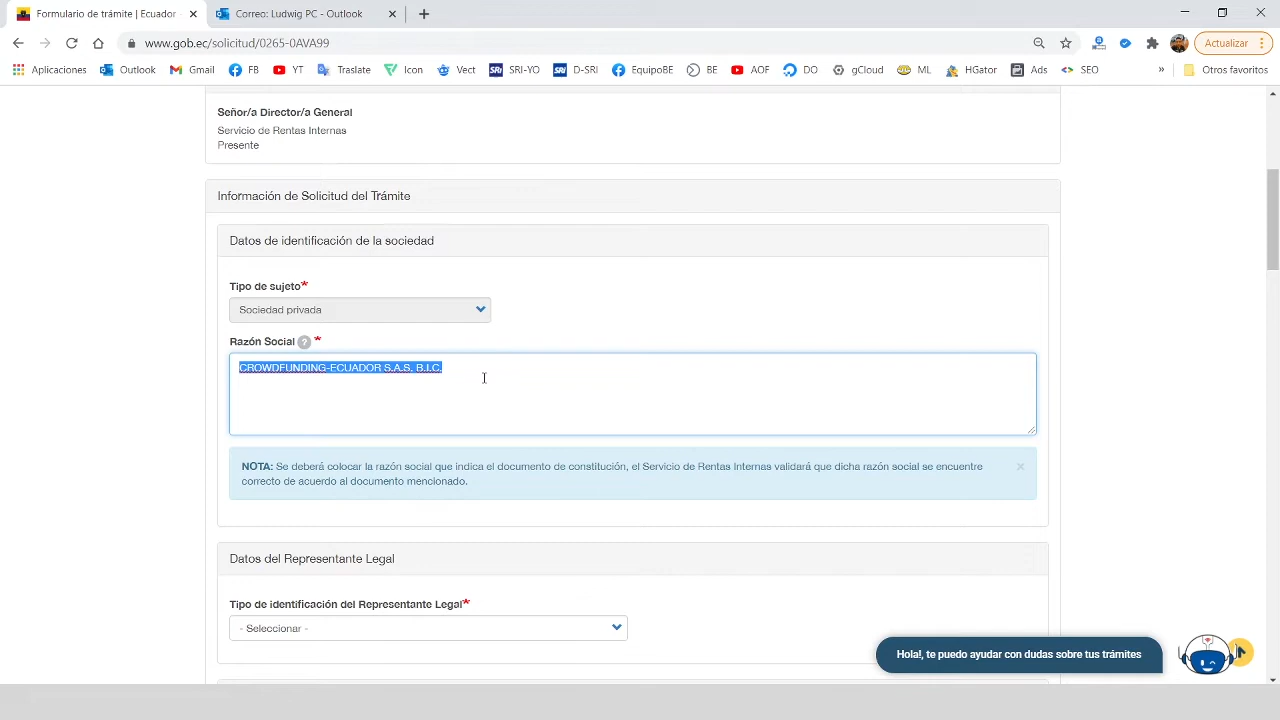 Formulario de trámite | Ecuador
Correo: Ludwig PC - Outlook
www.gob.ec/solicitud/0265-0AVA99
Actualizar
Aplicaciones
Outlook
Gmail
FB
YT
Traslate
Icon
Vect
SRI-YO
D-SRI
EquipoBE
BE
AOF
DO
gCloud
ML
HGator
Ads
SEO
»
Otros favoritos
Señor/a Director/a General
Servicio de Rentas Internas
Presente
Información de Solicitud del Trámite
Datos de identificación de la sociedad
Tipo de sujeto*
Sociedad privada
Razón Social ? *
CROWDFUNDING-ECUADOR S.A.S. B.I.C.
NOTA: Se deberá colocar la razón social que indica el documento de constitución, el Servicio de Rentas Internas validará que dicha razón social se encuentre
correcto de acuerdo al documento mencionado.
×
Datos del Representante Legal
Tipo de identificación del Representante Legal*
- Seleccionar -
Hola!, te puedo ayudar con dudas sobre tus trámites